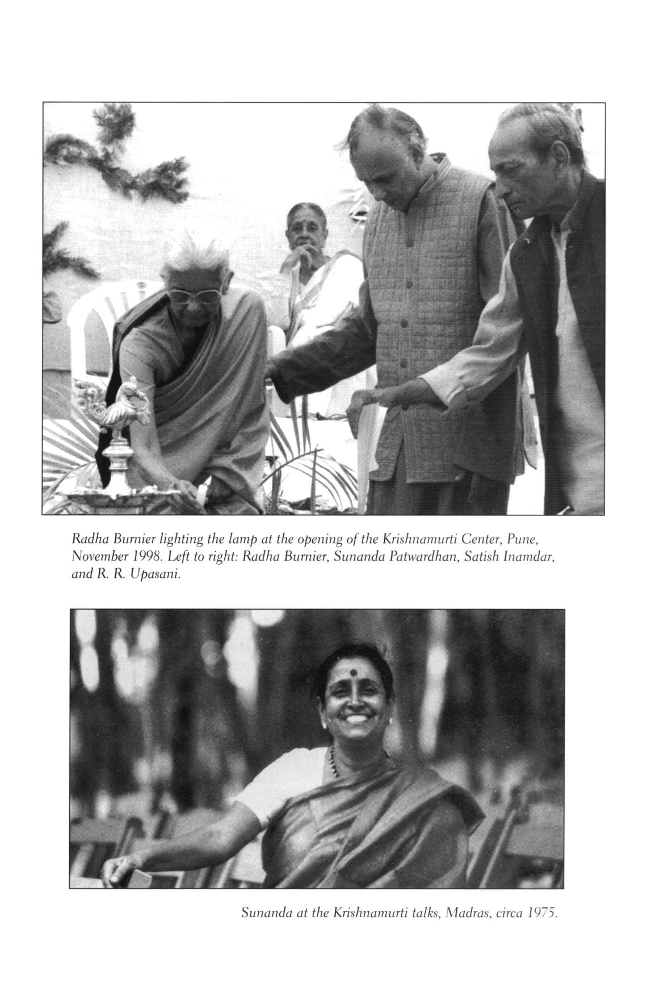 Radha Burnier lighting the lamp at the opening of the Krishnamurti Center, Pune,
November 1998. Left to right: Radha Burnier, Sunanda Patwardhan, Satish Inamdar,
and R. R. Upasani.
Sunanda at the Krishnamurti talks, Madras, circa 1975.